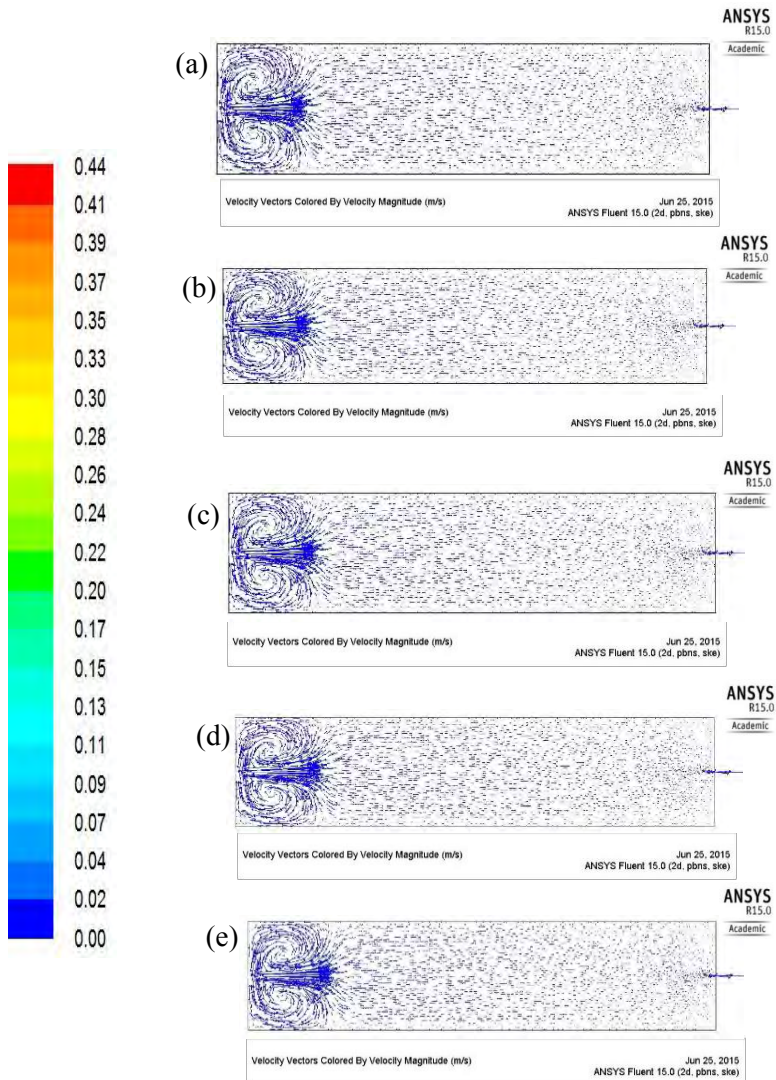 ANSYS
R15.0
Academic
(a)
Velocity Vectors Colored By Velocity Magnitude (m/s)
Jun 25, 2015
ANSYS Fluent 15.0 (2d, pbns, ske)
0.44
0.41
0.39
0.37
0.35
0.33
0.30
0.28
0.26
0.24
0.22
0.20
0.17
0.15
0.13
0.11
0.09
0.07
0.04
0.02
0.00
ANSYS
R15.0
Academic
(b)
Velocity Vectors Colored By Velocity Magnitude (m/s)
Jun 25, 2015
ANSYS Fluent 15.0 (2d, pbns, ske)
ANSYS
R15.0
Academic
(c)
Velocity Vectors Colored By Velocity Magnitude (m/s)
Jun 25, 2015
ANSYS Fluent 15.0 (2d, pbns, ske)
ANSYS
R15.0
Academic
(d)
Velocity Vectors Colored By Velocity Magnitude (m/s)
Jun 25, 2015
ANSYS Fluent 15.0 (2d, pbns, ske)
ANSYS
R15.0
Academic
(e)
Velocity Vectors Colored By Velocity Magnitude (m/s)
Jun 25, 2015
ANSYS Fluent 15.0 (2d, pbns, ske)